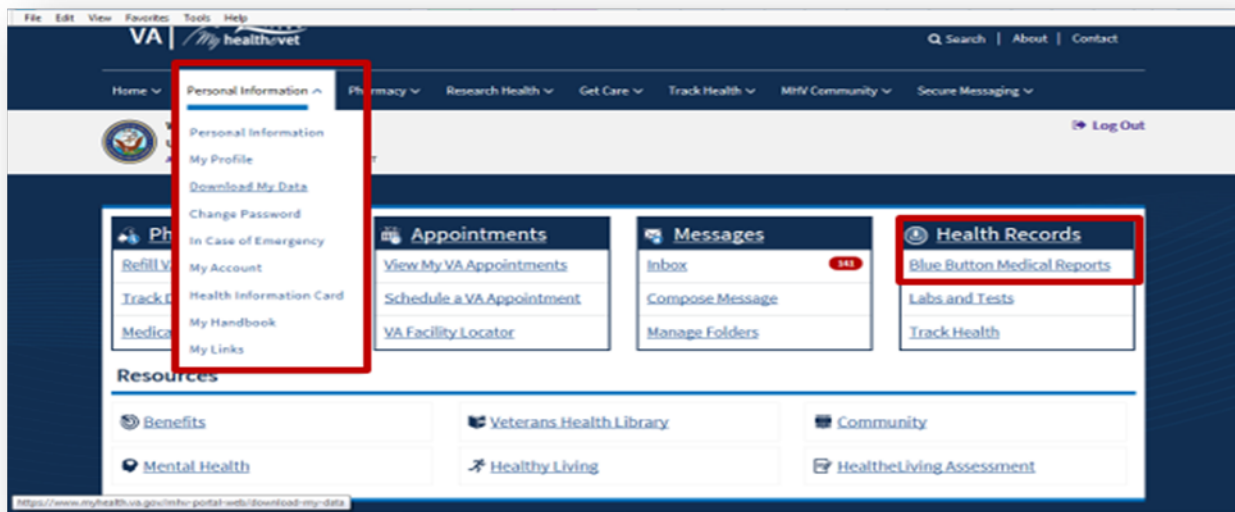 File Edit View Favorites Tools Help
VA My healthevet
Search | About | Contact
Home Personal Information Pharmacy Research Health Get Care Track Health MHV Community Secure Messaging
Log Out
Personal Information
My Profile
Download My Data
Change Password
In Case of Emergency
My Account
Health Information Card
My Handbook
My Links
Ph
Refill V
Track
Medica
Appointments
View My VA Appointments
Schedule a VA Appointment
VA Facility Locator
Messages
Inbox
Compose Message
Manage Folders
Health Records
Blue Button Medical Reports
Labs and Tests
Track Health
Resources
Benefits
Veterans Health Library
Community
Mental Health
Healthy Living
HealtheLiving Assessment
https://www.myhealth.va.gov/mhv-portal-web/download-my-data